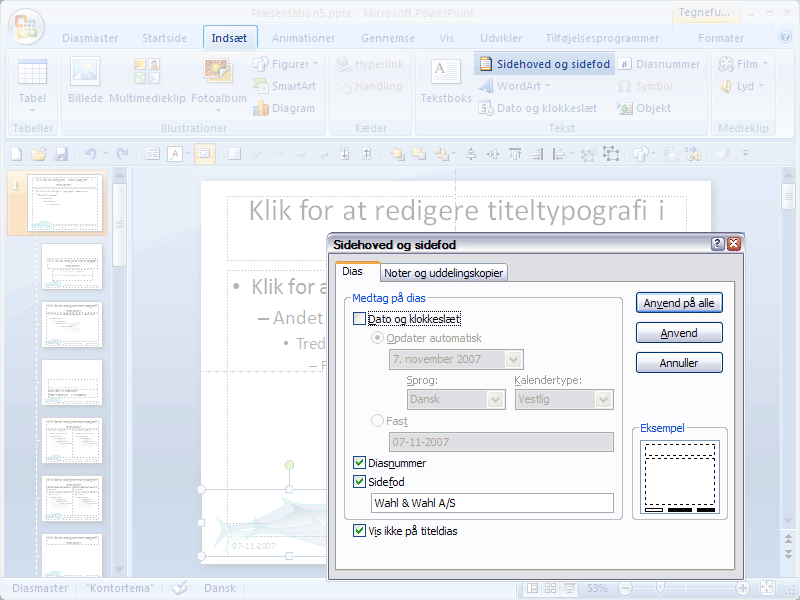 Præsentation5.pptx - Microsoft PowerPoint
Tegnefu...
Diasmaster Startside Indsæt Animationer Gennemse Vis Udvikler Tilføjelsesprogrammer Formater
Tabel
Tabeller
Billede Multimedieklip Fotoalbum
Figurer
SmartArt
Diagram
Illustrationer
Hyperlink
Handling
Kæder
Tekstboks
Sidehoved og sidefod
WordArt
Dato og klokkeslæt
Diasnummer
Symbol
Objekt
Tekst
Film
Lyd
Medieklip
Klik for at redigere titeltypografi i
• Klik for a
– Andet
• Tred
– F
07-11-2007
Sidehoved og sidefod
Dias
Noter og uddelingskopier
Medtag på dias
Dato og klokkeslæt
Opdater automatisk
7. november 2007
Sprog:
Kalendertype:
Dansk
Vestlig
Fast
07-11-2007
Diasnummer
Sidefod
Wahl & Wahl A/S
Vis ikke på titeldias
Anvend på alle
Anvend
Annuller
Eksempel
Diasmaster "Kontortema" Dansk 53%